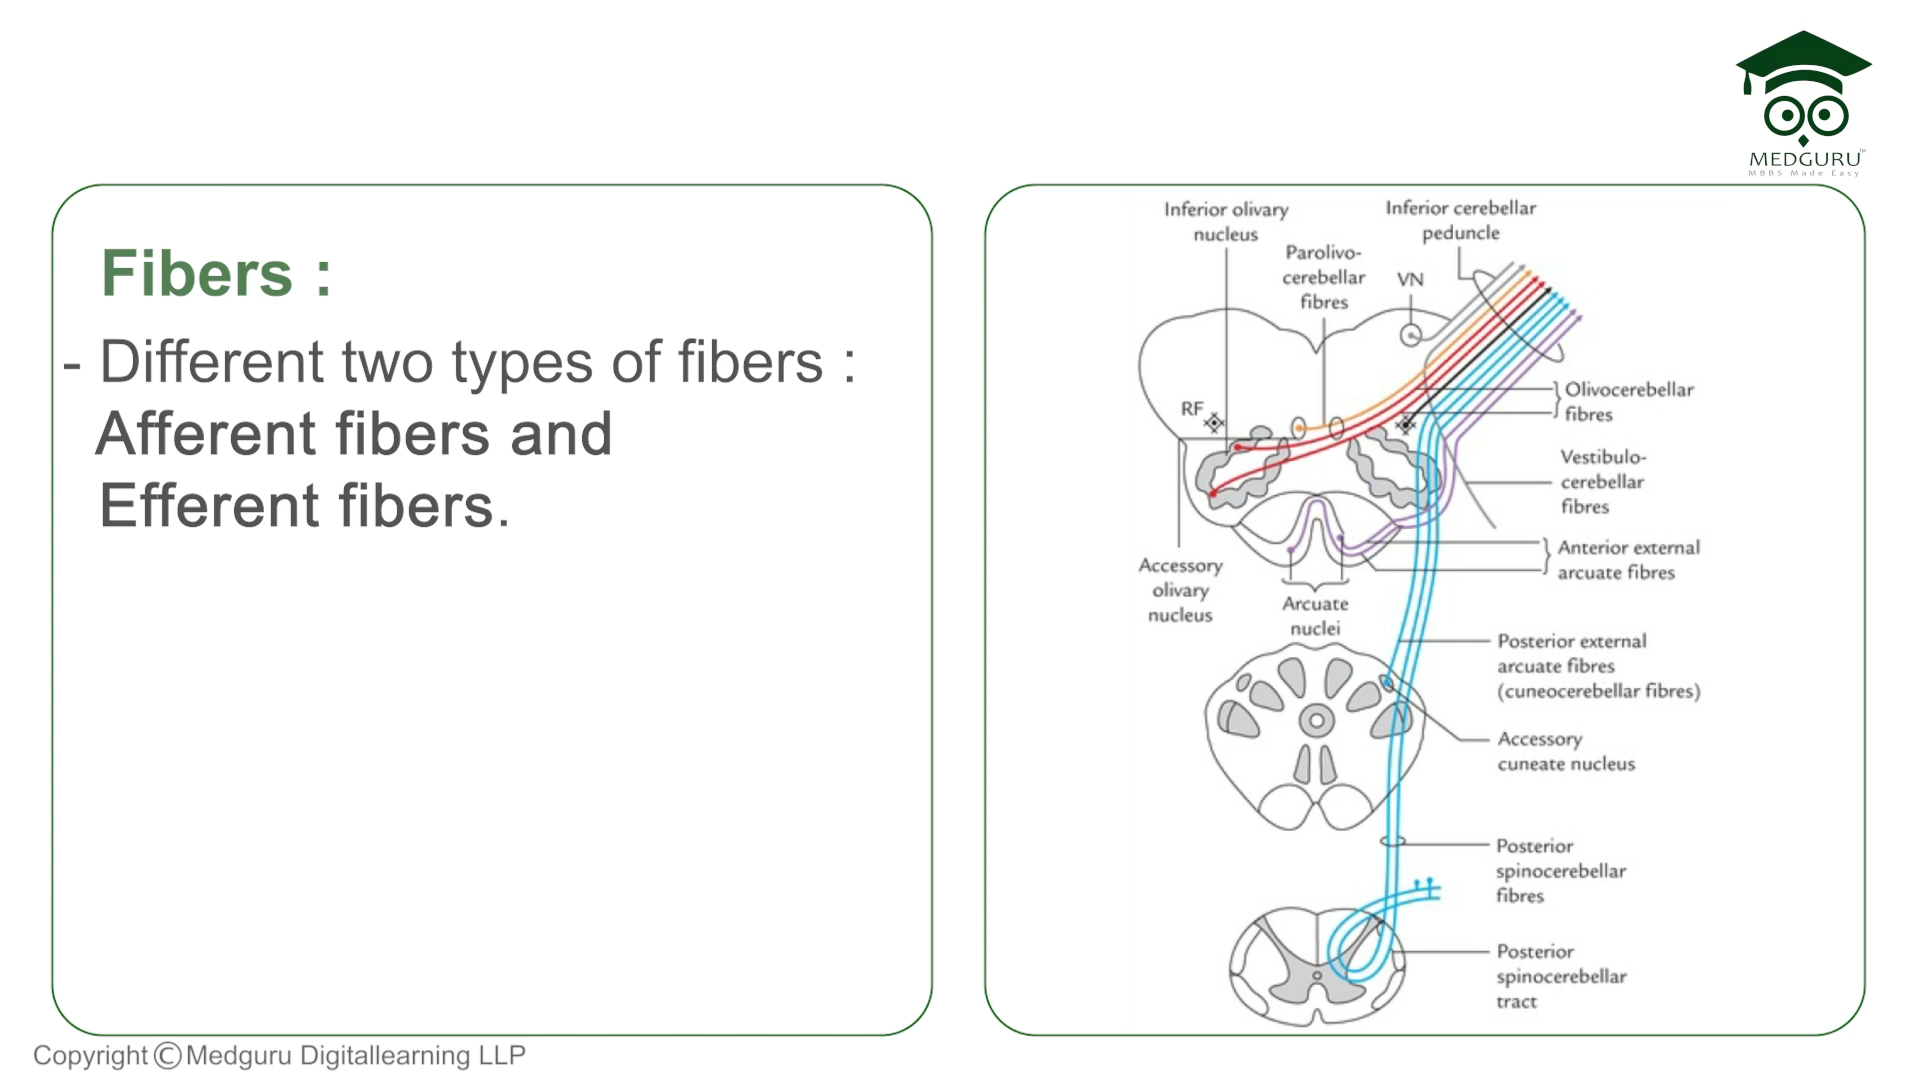 MEDGURU™
MBBS Made Easy
Fibers :
- Different two types of fibers :
Afferent fibers and
Efferent fibers.
Inferior olivary
nucleus
Parolivo-
cerebellar
fibres
Inferior cerebellar
peduncle
VN
RF
Olivocerebellar
fibres
Vestibulo-
cerebellar
fibres
Anterior external
arcuate fibres
Accessory
olivary
nucleus
Arcuate
nuclei
Posterior external
arcuate fibres
(cuneocerebellar fibres)
Accessory
cuneate nucleus
Posterior
spinocerebellar
fibres
Posterior
spinocerebellar
tract
Copyright © Medguru Digitallearning LLP